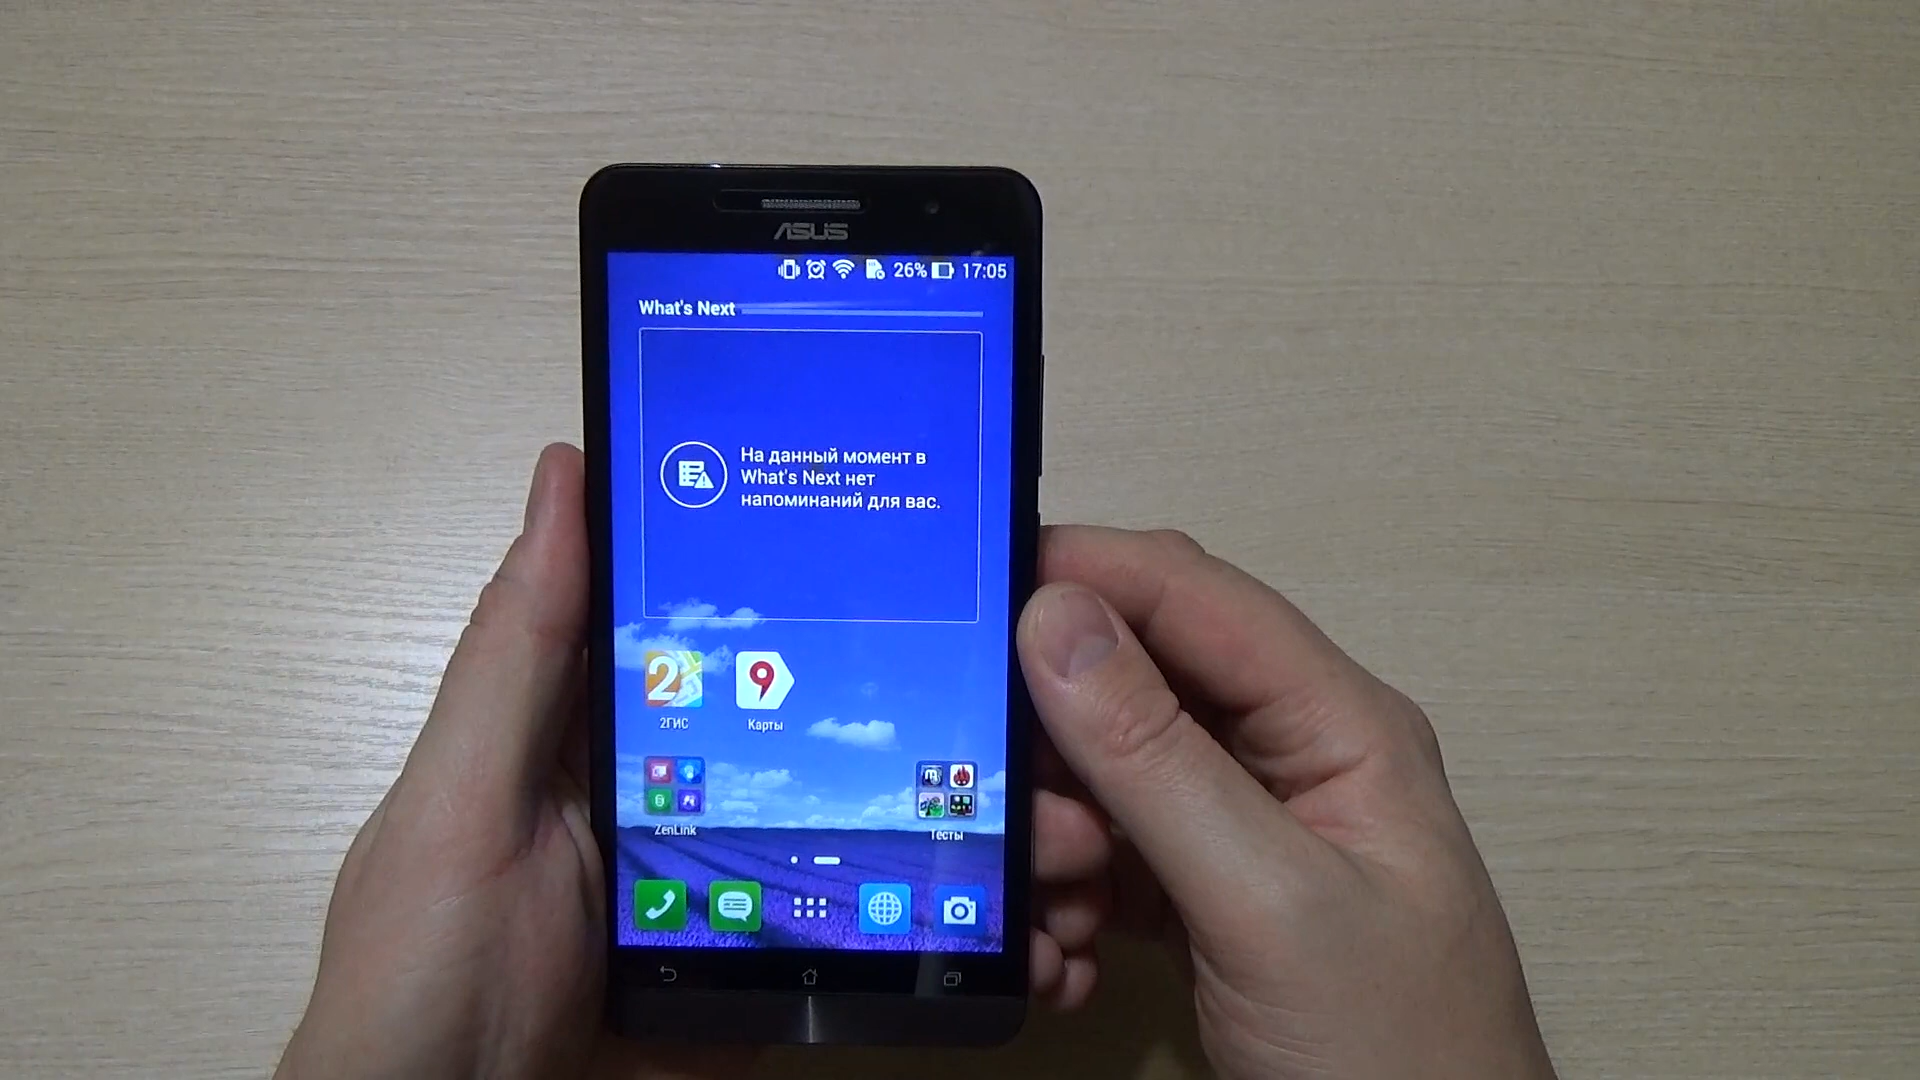 ASUS
26% 17:05
What's Next
На данный момент в
What's Next нет
напоминаний для вас.
2
2ГИС
Карты
ZenLink
Тесты